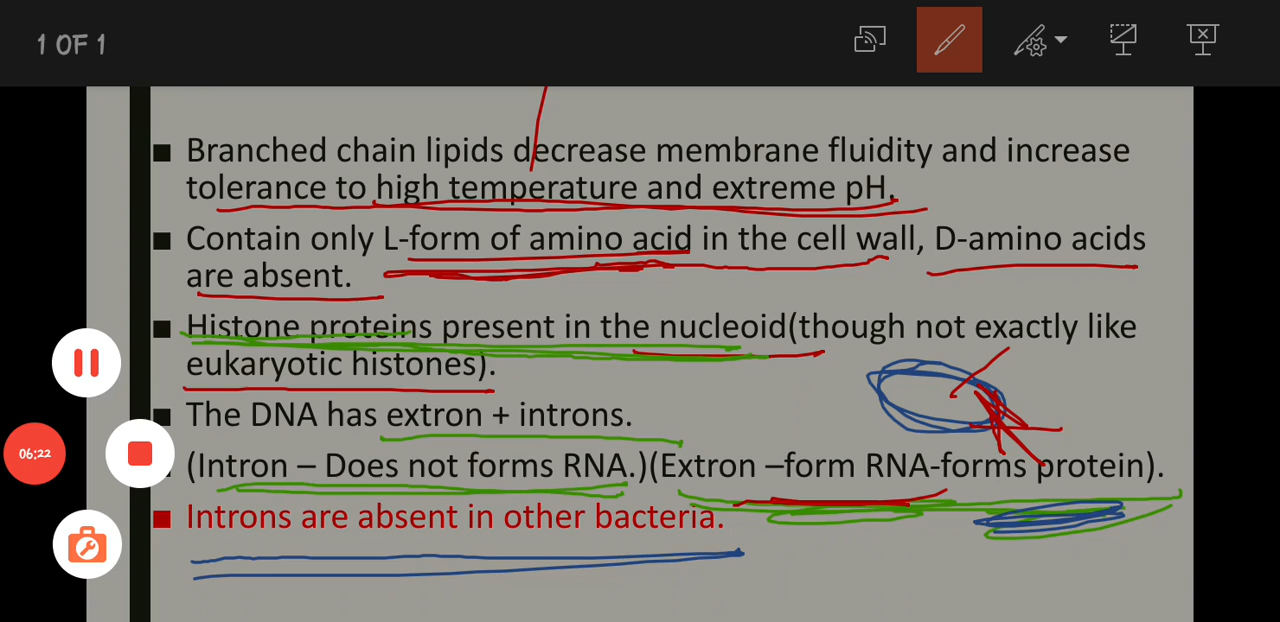 1 OF 1
■ Branched chain lipids decrease membrane fluidity and increase
tolerance to high temperature and extreme pH.
■ Contain only L-form of amino acid in the cell wall, D-amino acids
are absent.
■ Histone proteins present in the nucleoid(though not exactly like
eukaryotic histones).
■ The DNA has extron + introns.
(Intron – Does not forms RNA.)(Extron –form RNA-forms protein).
■ Introns are absent in other bacteria.
06:22